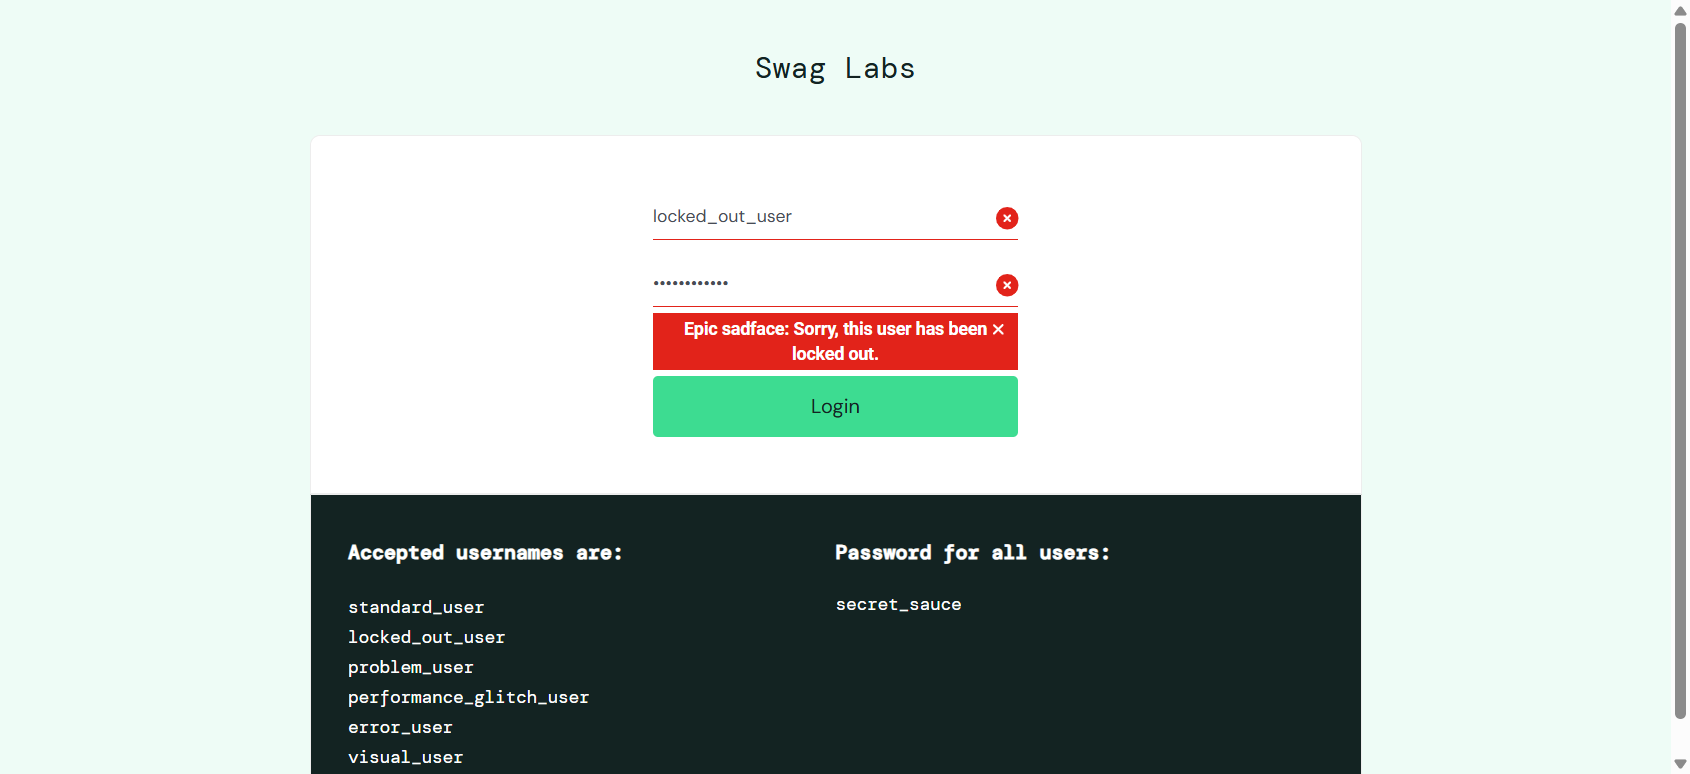 Swag Labs
locked_out_user
••••••••••••
Epic sadface: Sorry, this user has been
locked out.
Login
Accepted usernames are:
standard_user
locked_out_user
problem_user
performance_glitch_user
error_user
visual_user
Password for all users:
secret_sauce